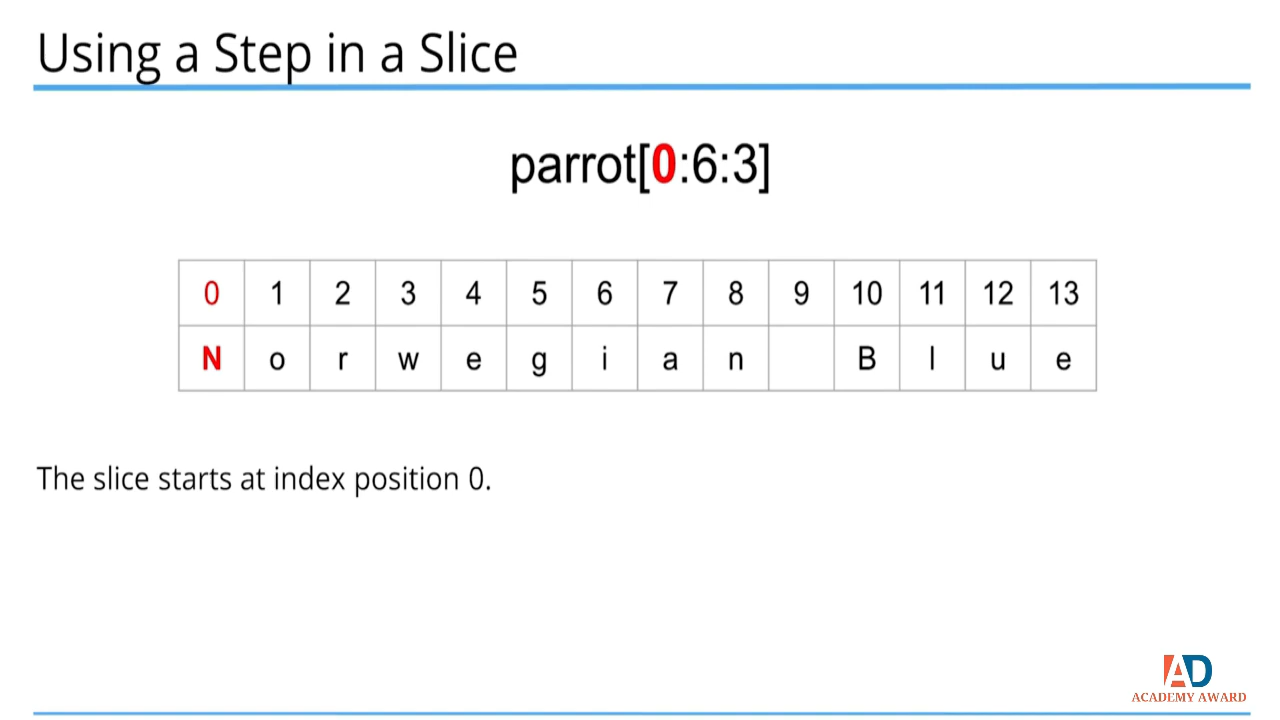 Using a Step in a Slice
parrot[0:6:3]
0 1 2 3 4 5 6 7 8 9 10 11 12 13
N o r w e g i a n B l u e
The slice starts at index position 0.
AD
ACADEMY AWARD